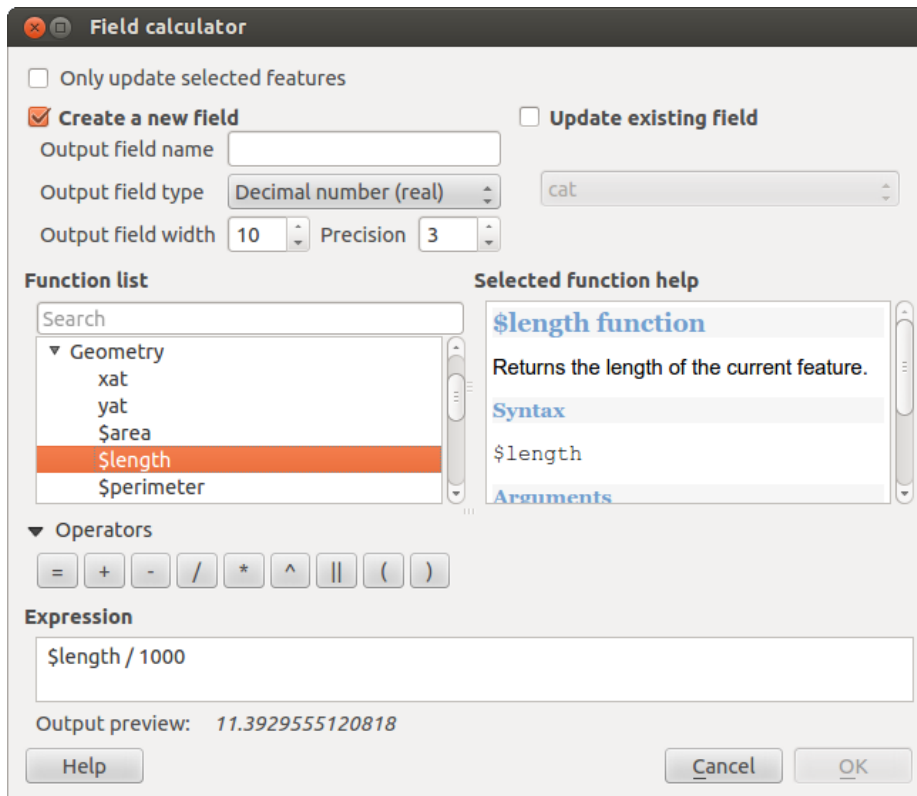 Field calculator
Only update selected features
Create a new field
Update existing field
Output field name
Output field type Decimal number (real)
cat
Output field width 10 Precision 3
Function list
Selected function help
Search
Geometry
xat
yat
$area
$length
$perimeter
$length function
Returns the length of the current feature.
Syntax
$length
Arguments
Operators
= + - / * ^ || ( )
Expression
$length / 1000
Output preview: 11.3929555120818
Help
Cancel
OK